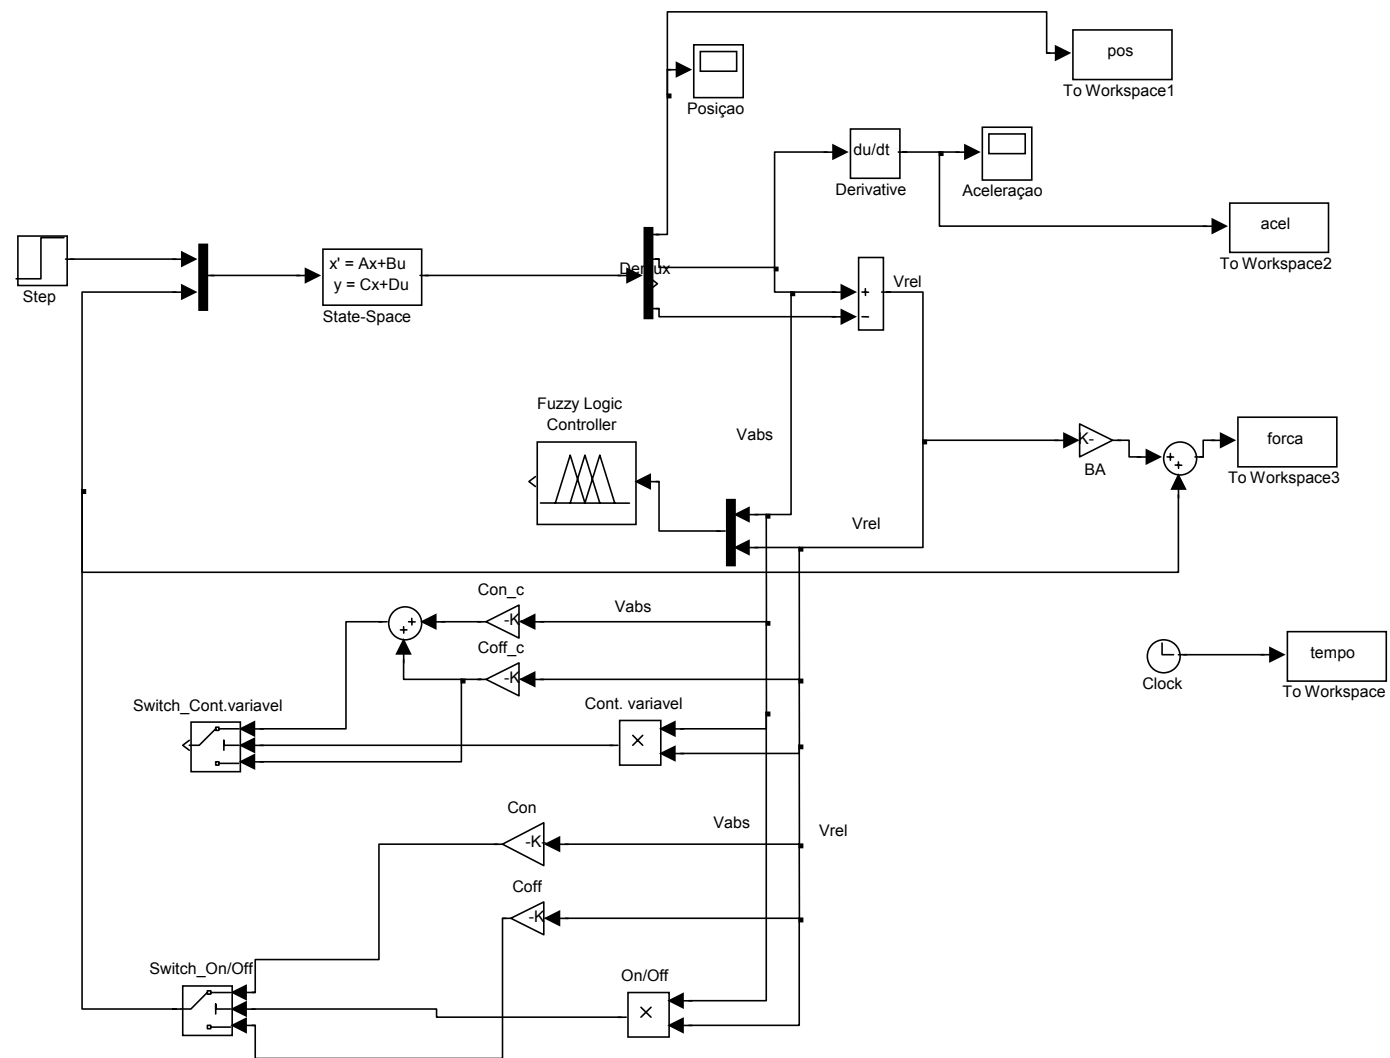 pos
To Workspace1
Posiçao
du/dt
Derivative
Aceleraçao
acel
To Workspace2
Step
x' = Ax+Bu
y = Cx+Du
State-Space
Demux
+
−
Vrel
Fuzzy Logic
Controller
Vabs
K-
BA
+
+
forca
To Workspace3
Vrel
Con_c
-K
Vabs
+
+
Coff_c
-K
Clock
tempo
To Workspace
Switch_Cont.variavel
Cont. variavel
×
Con
-K-
Vabs
Vrel
Coff
-K
Switch_On/Off
On/Off
×